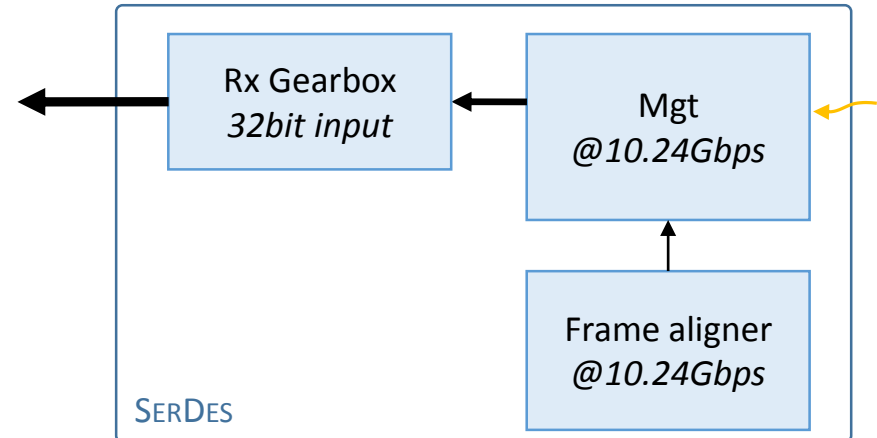 Rx Gearbox
32bit input
Mgt
@10.24Gbps
Frame aligner
@10.24Gbps
SERDES